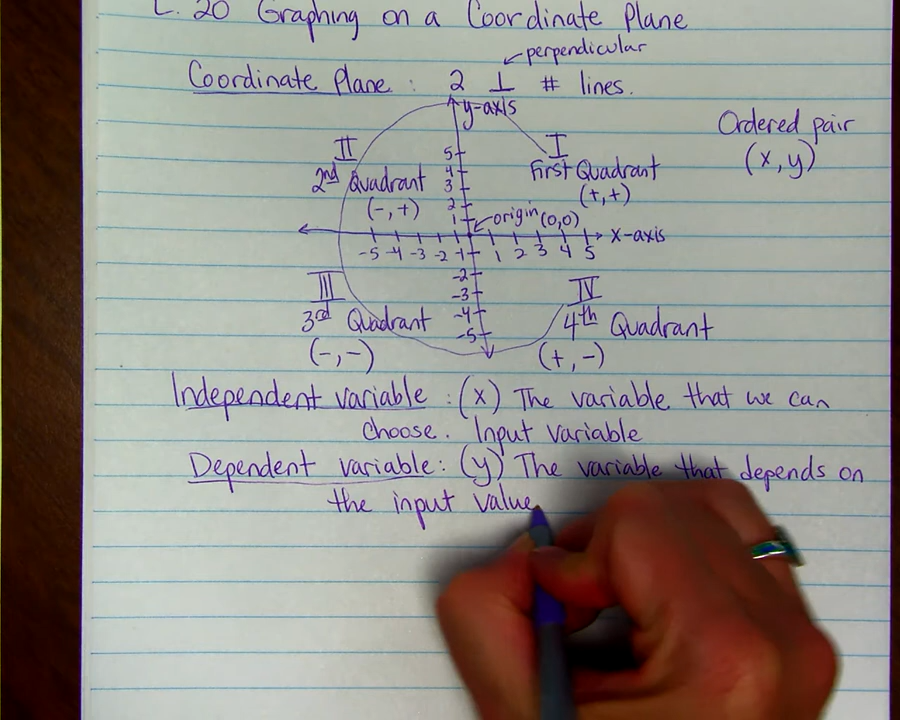 L. 20 Graphing on a Coordinate Plane
perpendicular
Coordinate Plane : 2 ⊥ # lines.
y-axis
Ordered pair
(x,y)
II
2nd Quadrant
(-,+)
I
First Quadrant
(+,+)
5
4
3
2
1
origin (0,0)
x-axis
-5 -4 -3 -2 -1 1 2 3 4 5
-2
-3
-4
-5
III
3rd Quadrant
(-,-)
IV
4th Quadrant
(+,-)
Independent variable : (x) The variable that we can
choose. Input variable
Dependent variable: (y) The variable that depends on
the input value